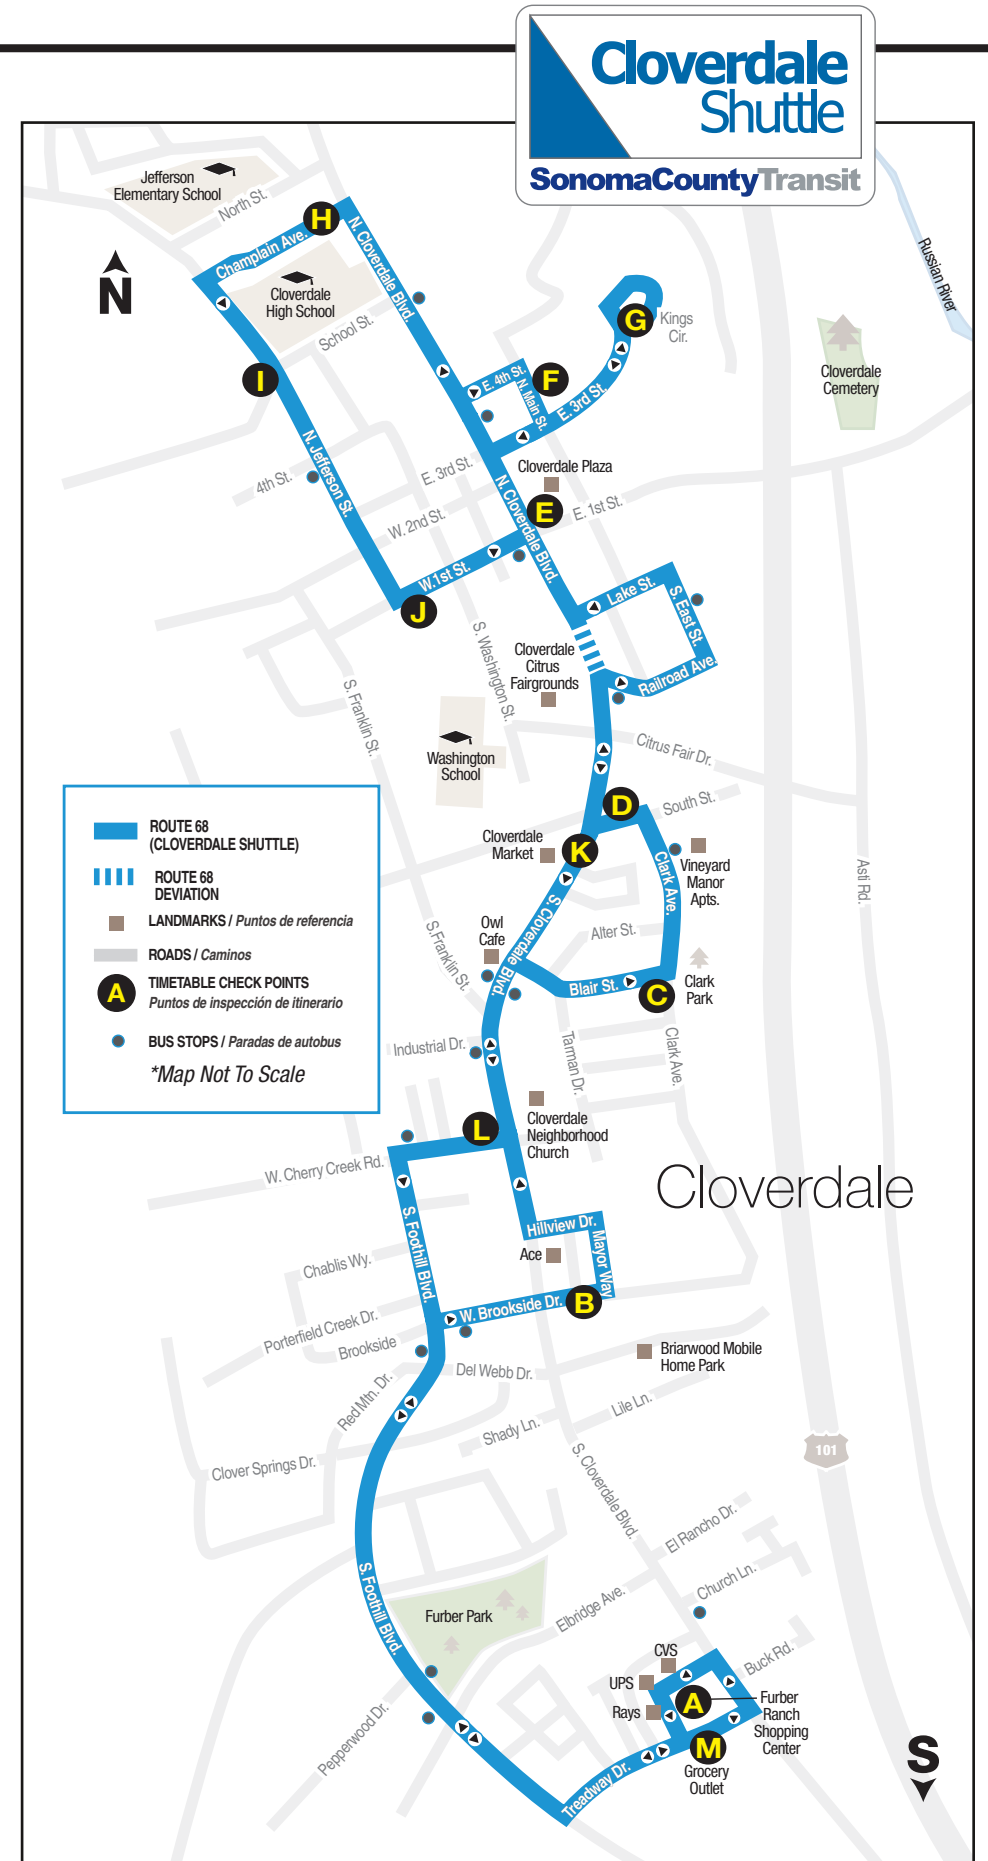 Cloverdale
Shuttle
SonomaCountyTransit
Jefferson
Elementary School
North St.
Champlain Ave.
H
N. Cloverdale Blvd.
N
Cloverdale
High School
School St.
Russian River
G
Kings
Cir.
Cloverdale
Cemetery
I
E. 4th St.
F
N. Main St.
E. 3rd St.
N. Jefferson St.
4th St.
E. 3rd St.
Cloverdale Plaza
W. 2nd St.
N. Cloverdale Blvd.
E
E. 1st St.
W.1st St.
J
Lake St.
S. East St.
Railroad Ave.
S. Washington St.
Cloverdale
Citrus
Fairgrounds
S. Franklin St.
Washington
School
Citrus Fair Dr.
D
South St.
ROUTE 68
(CLOVERDALE SHUTTLE)
ROUTE 68
DEVIATION
LANDMARKS / Puntos de referencia
ROADS / Caminos
A
TIMETABLE CHECK POINTS
Puntos de inspección de itinerario
BUS STOPS / Paradas de autobus
*Map Not To Scale
Cloverdale
Market
K
Clark Ave.
Vineyard
Manor
Apts.
Asti Rd.
S. Cloverdale Blvd.
Owl
Cafe
Alter St.
S.Franklin St.
Blair St.
C
Clark
Park
Industrial Dr.
Tarman Dr.
Clark Ave.
Cloverdale
Neighborhood
Church
L
W. Cherry Creek Rd.
Cloverdale
S. Foothill Blvd.
Hillview Dr.
Mayor Way
Ace
Chablis Wy.
W. Brookside Dr.
B
Porterfield Creek Dr.
Brookside
Briarwood Mobile
Home Park
Del Webb Dr.
Red Mtn. Dr.
Lile Ln.
Shady Ln.
Clover Springs Dr.
101
S. Cloverdale Blvd.
El Rancho Dr.
S. Foothill Blvd.
Church Ln.
Elbridge Ave.
Furber Park
Buck Rd.
CVS
UPS
Rays
A
Furber
Ranch
Shopping
Center
Pepperwood Dr.
M
Grocery
Outlet
Treadway Dr.
S